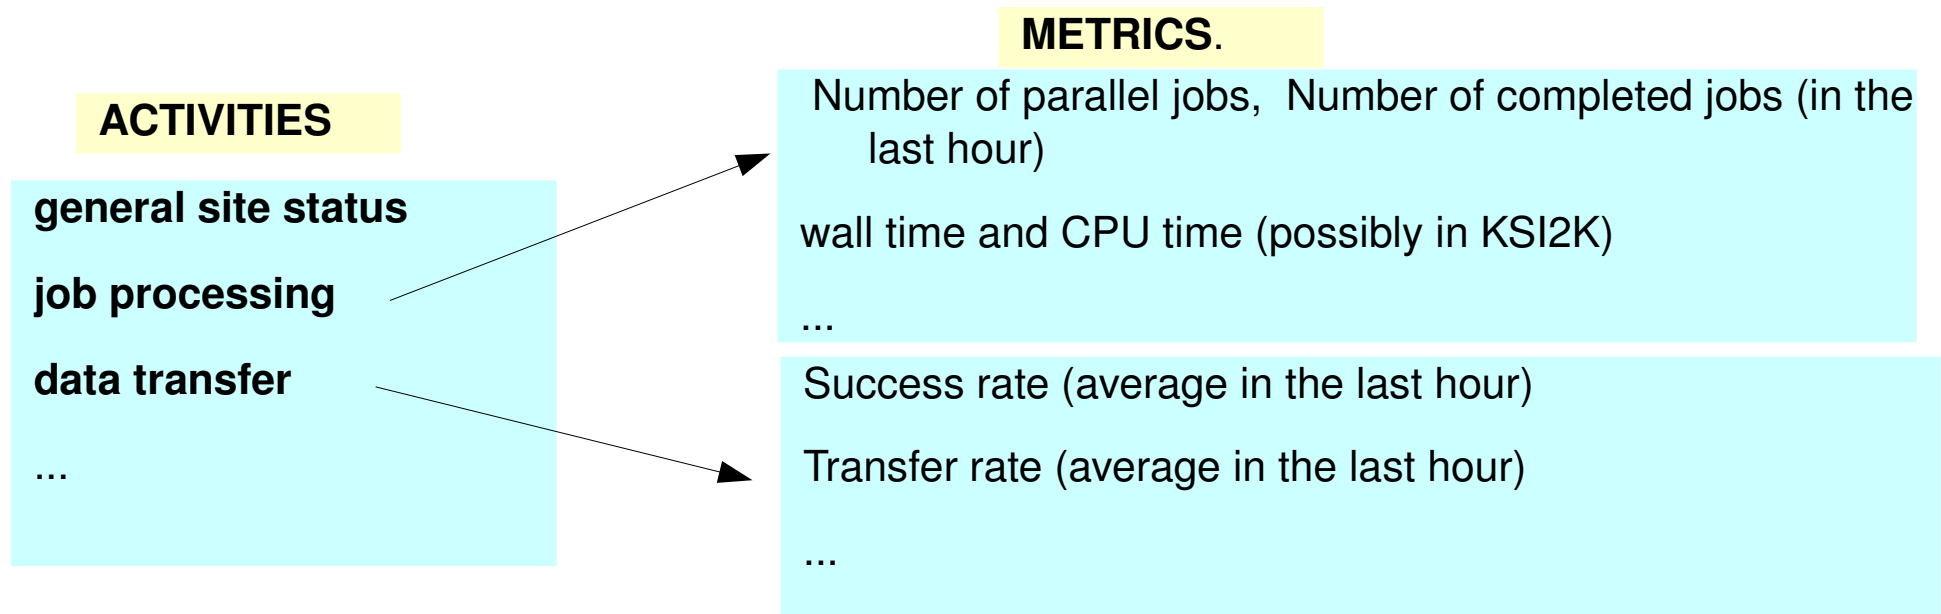 METRICS.
ACTIVITIES
Number of parallel jobs, Number of completed jobs (in the
last hour)
general site status
wall time and CPU time (possibly in KSI2K)
job processing
...
data transfer
Success rate (average in the last hour)
Transfer rate (average in the last hour)
...
...